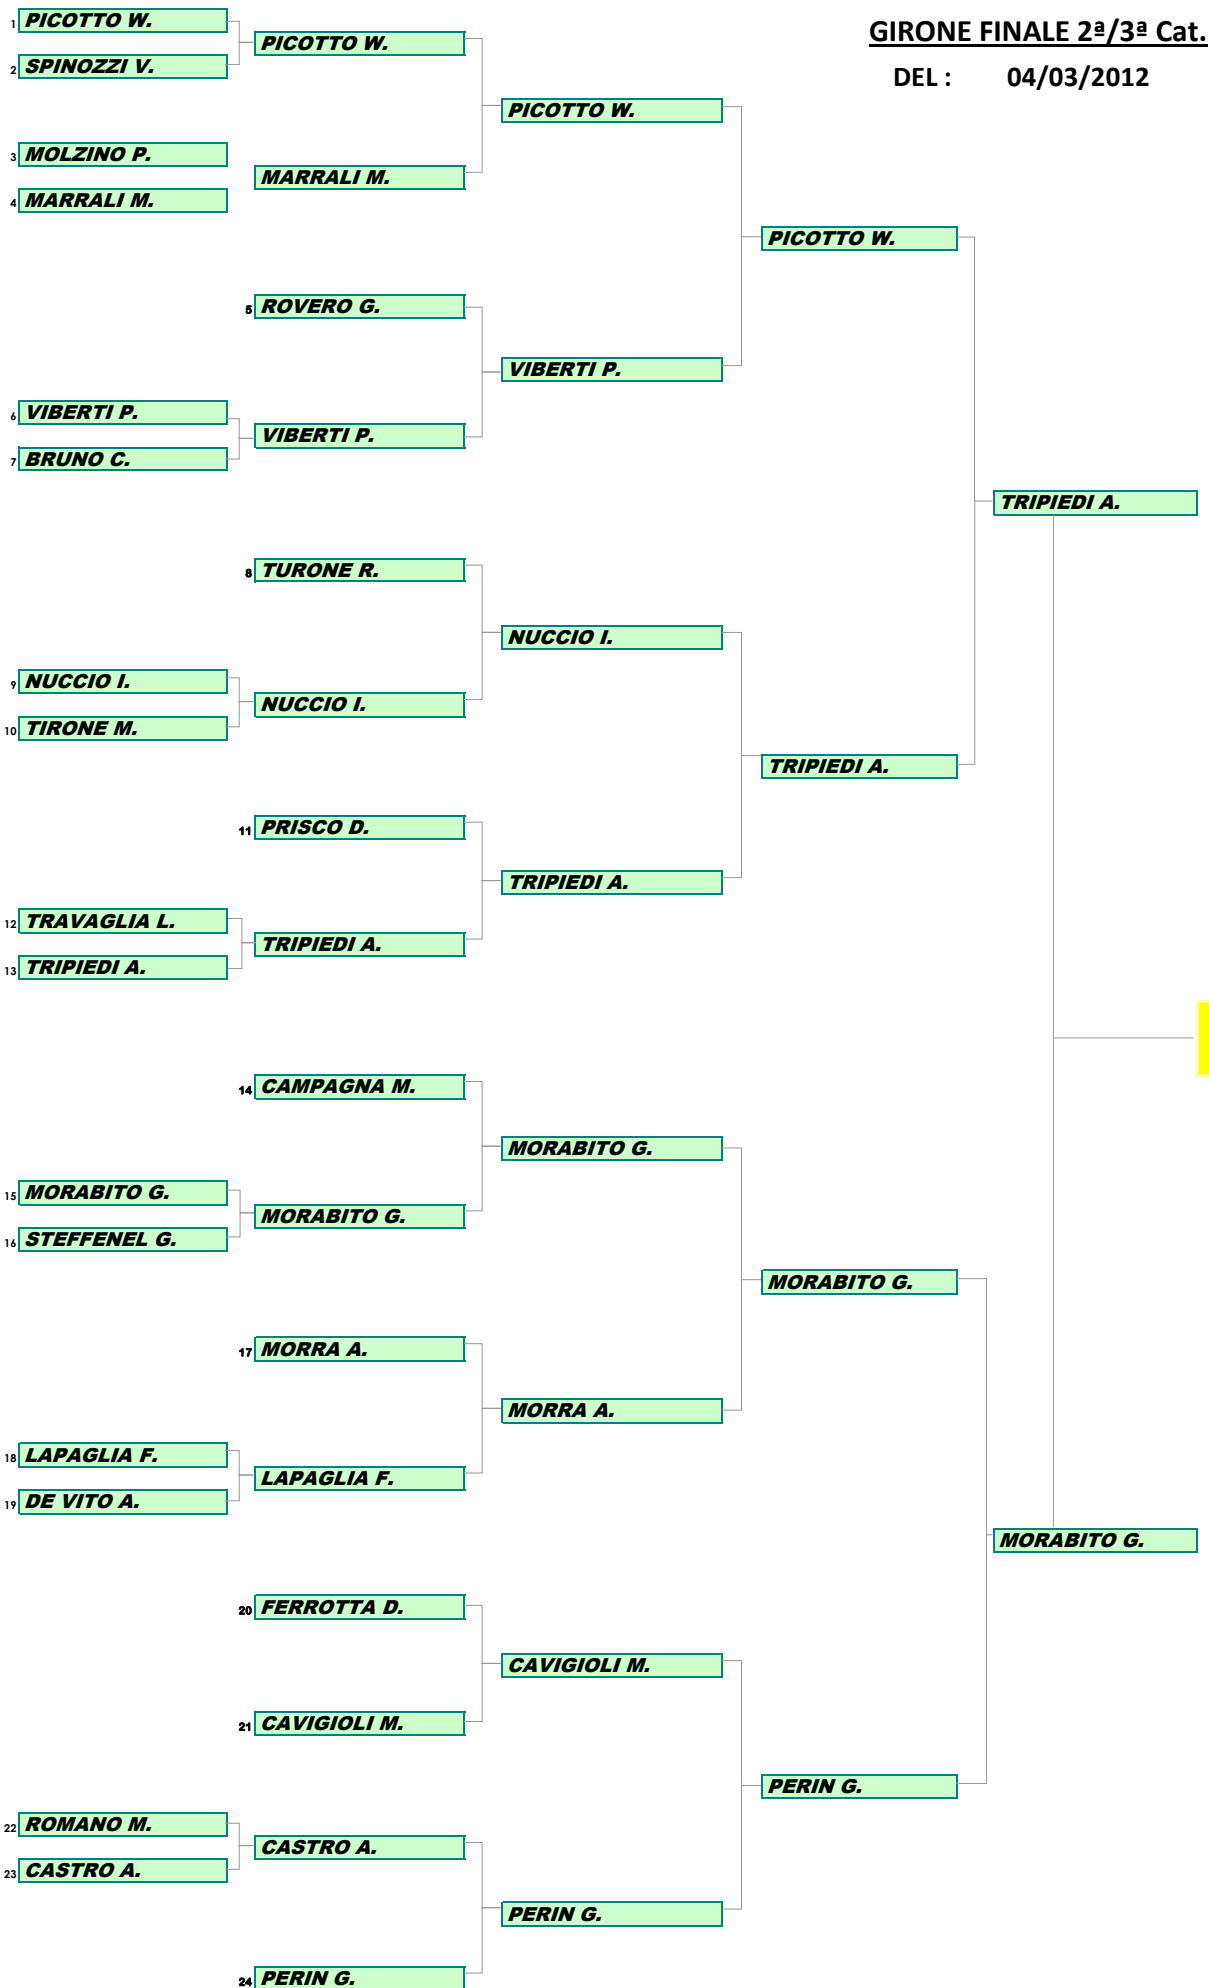 GIRONE FINALE 2ª/3ª Cat.
DEL : 04/03/2012
1 PICOTTO W.
PICOTTO W.
2 SPINOZZI V.
PICOTTO W.
3 MOLZINO P.
MARRALI M.
4 MARRALI M.
PICOTTO W.
5 ROVERO G.
VIBERTI P.
6 VIBERTI P.
VIBERTI P.
7 BRUNO C.
TRIPIEDI A.
8 TURONE R.
NUCCIO I.
9 NUCCIO I.
NUCCIO I.
10 TIRONE M.
TRIPIEDI A.
11 PRISCO D.
TRIPIEDI A.
12 TRAVAGLIA L.
TRIPIEDI A.
13 TRIPIEDI A.
14 CAMPAGNA M.
MORABITO G.
15 MORABITO G.
MORABITO G.
16 STEFFENEL G.
MORABITO G.
17 MORRA A.
MORRA A.
18 LAPAGLIA F.
LAPAGLIA F.
19 DE VITO A.
MORABITO G.
20 FERROTTA D.
CAVIGIOLI M.
21 CAVIGIOLI M.
PERIN G.
22 ROMANO M.
CASTRO A.
23 CASTRO A.
PERIN G.
24 PERIN G.